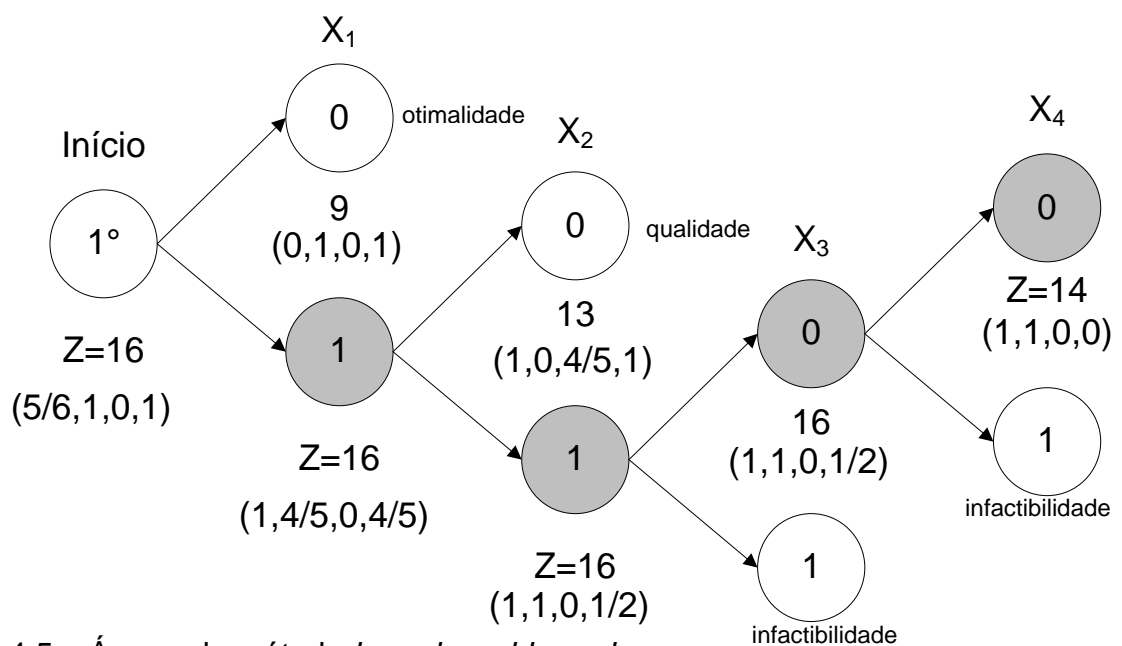 X₁
0
otimalidade
X₂
X₄
Início
1°
9
(0,1,0,1)
0
qualidade
X₃
0
Z=14
(1,1,0,0)
Z=16
(5/6,1,0,1)
1
13
(1,0,4/5,1)
0
16
(1,1,0,1/2)
1
infactibilidade
Z=16
(1,4/5,0,4/5)
1
Z=16
(1,1,0,1/2)
1
infactibilidade